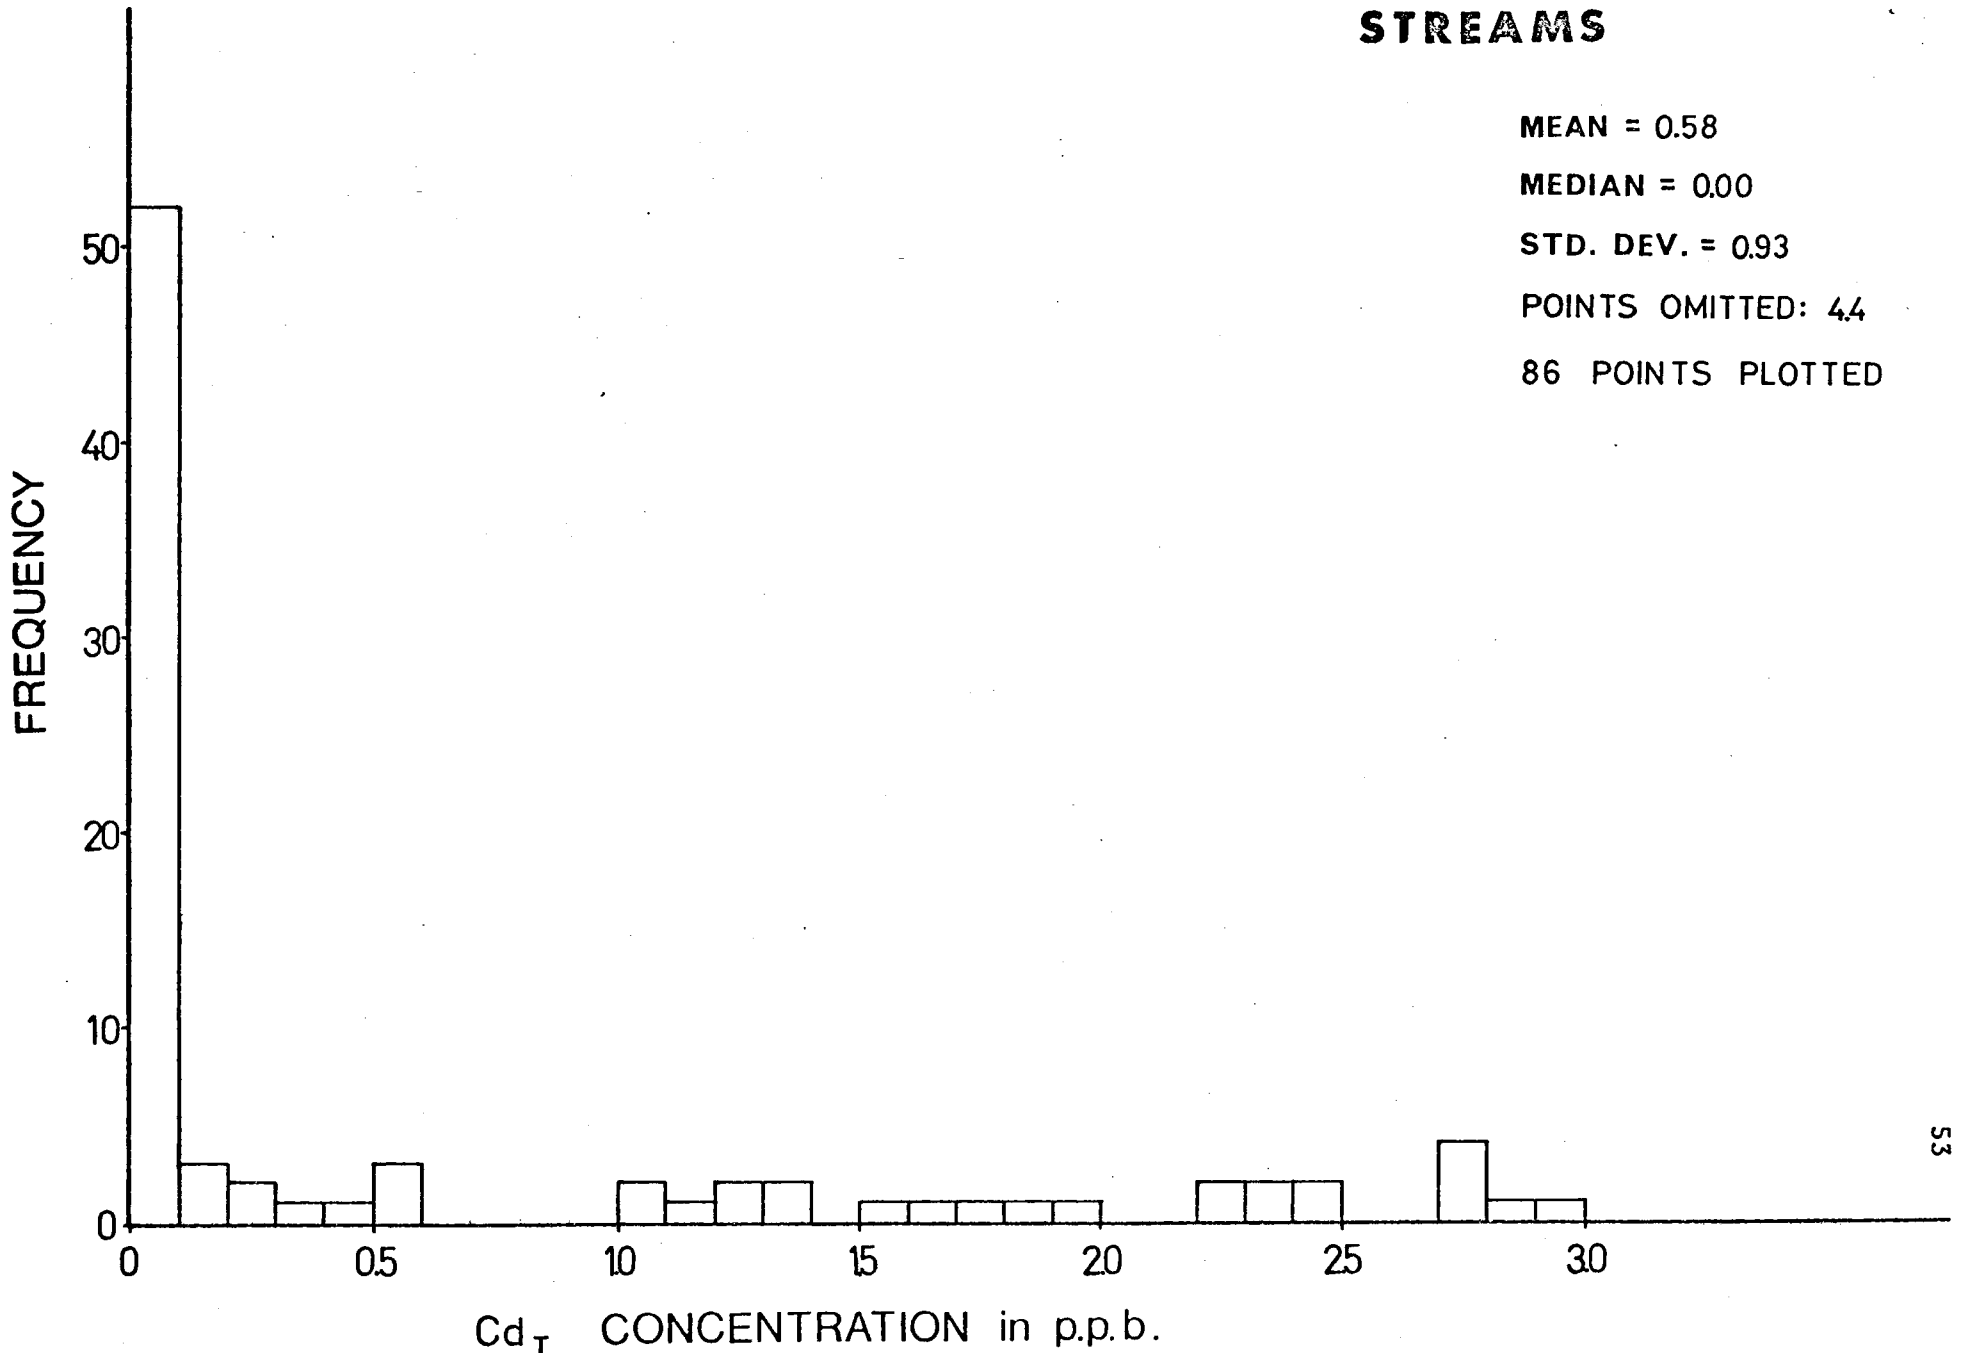 STREAMS
MEAN = 0.58
MEDIAN = 0.00
STD. DEV. = 0.93
POINTS OMITTED: 4.4
86 POINTS PLOTTED
FREQUENCY
50
40
30
20
10
0
0 0.5 1.0 1.5 2.0 2.5 3.0
Cd T CONCENTRATION in p.p.b.
53